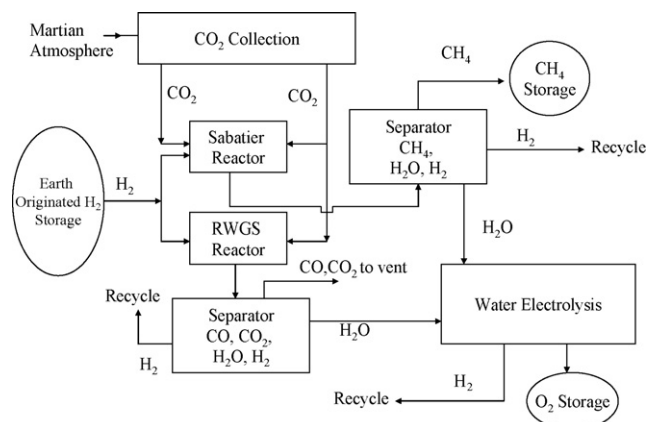 Martian
Atmosphere
CO₂ Collection
CO₂
CO₂
CH₄
CH₄
Storage
Sabatier
Reactor
Separator
CH₄,
H₂O, H₂
H₂
Recycle
Earth
Originated H₂
Storage
H₂
RWGS
Reactor
H₂O
CO,CO₂ to vent
Recycle
Separator
CO, CO₂,
H₂O, H₂
H₂
H₂O
Water Electrolysis
H₂
Recycle
O₂ Storage